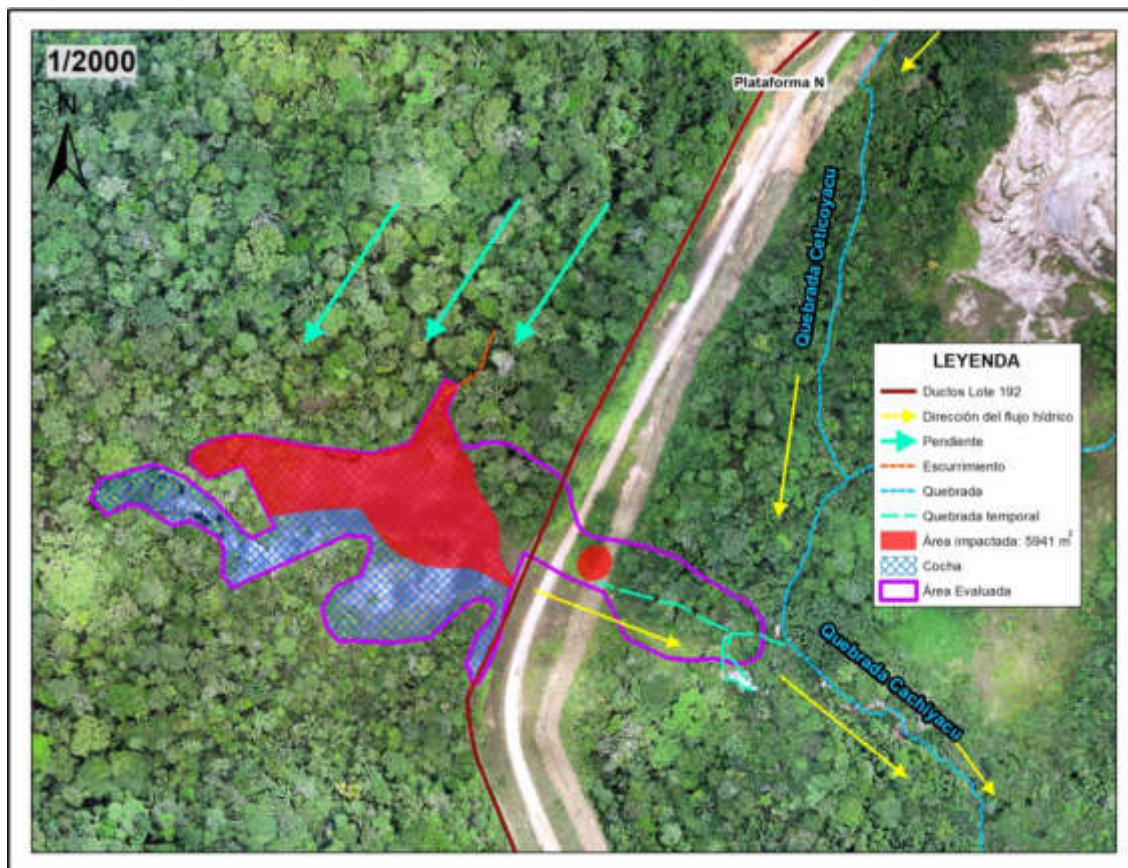 1/2000
N
Plataforma N
Quebrada Ceticoyacu
LEYENDA
Ductos Lote 192
Dirección del flujo hídrico
Pendiente
Escurrimiento
Quebrada
Quebrada temporal
Área impactada: 5941 m²
Cocha
Área Evaluada
Quebrada Cachiyacu